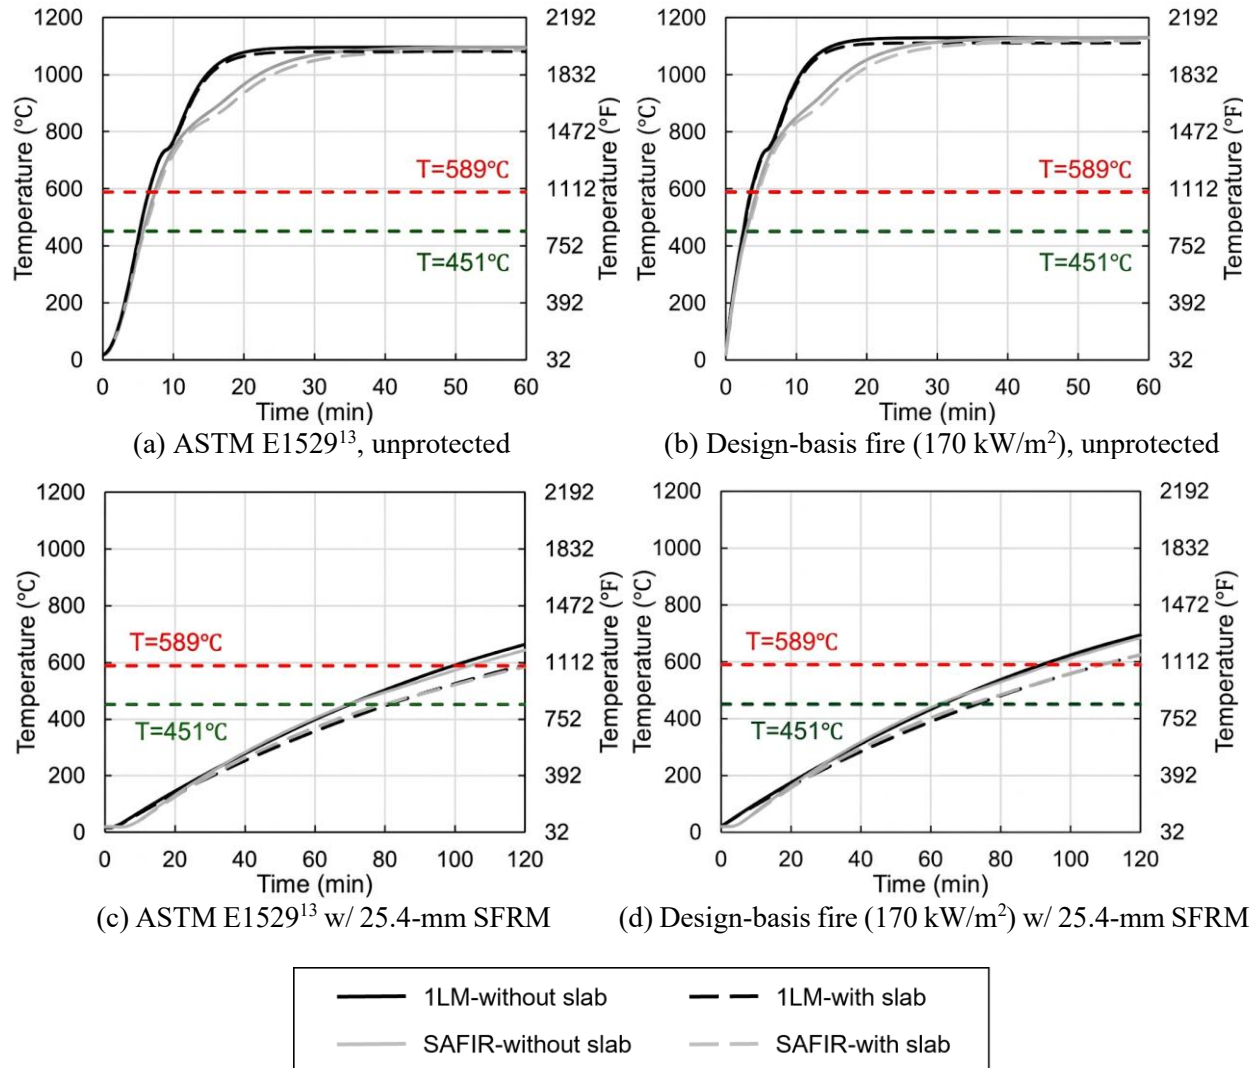 1200
1000
800
600
400
200
0
Temperature (°C)
2192
1832
1472
1112
752
392
32
Temperature (°F)
T=589℃
T=451℃
0 10 20 30 40 50 60
Time (min)
(a) ASTM E1529¹³, unprotected
1200
1000
800
600
400
200
0
Temperature (°C)
2192
1832
1472
1112
752
392
32
Temperature (°F)
T=589℃
T=451℃
0 10 20 30 40 50 60
Time (min)
(b) Design-basis fire (170 kW/m²), unprotected
1200
1000
800
600
400
200
0
Temperature (°C)
2192
1832
1472
1112
752
392
32
Temperature (°F)
T=589℃
T=451℃
0 20 40 60 80 100 120
Time (min)
(c) ASTM E1529¹³ w/ 25.4-mm SFRM
1200
1000
800
600
400
200
0
Temperature (°C)
2192
1832
1472
1112
752
392
32
Temperature (°F)
T=589℃
T=451℃
0 20 40 60 80 100 120
Time (min)
(d) Design-basis fire (170 kW/m²) w/ 25.4-mm SFRM
1LM-without slab 1LM-with slab
SAFIR-without slab SAFIR-with slab